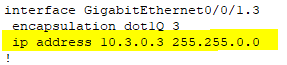 interface GigabitEthernet0/0/1.3
encapsulation dot1Q 3
ip address 10.3.0.3 255.255.0.0
!